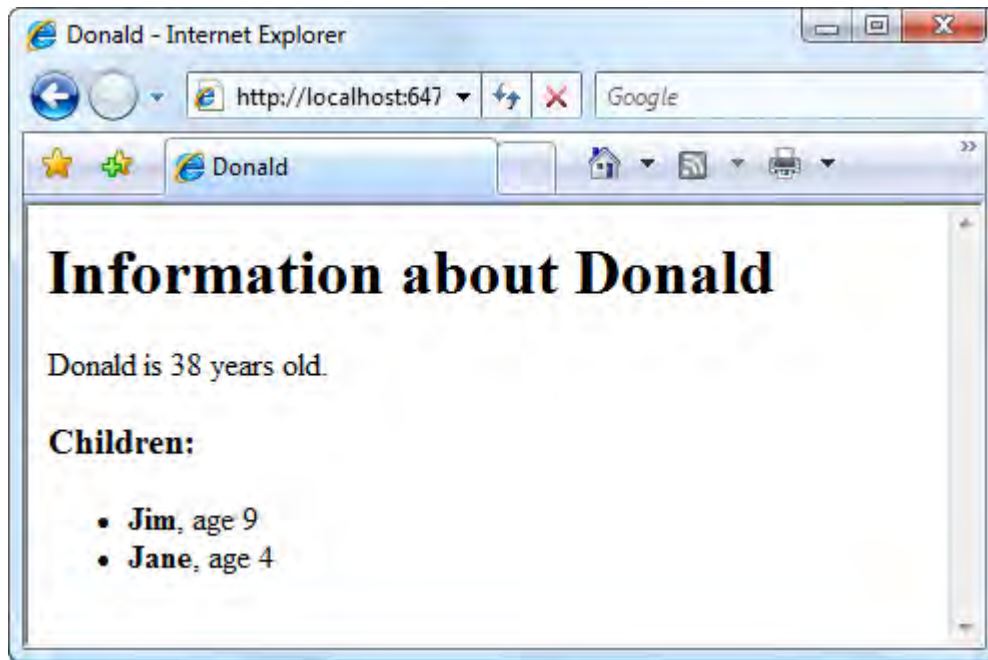 Donald - Internet Explorer
http://localhost:647
Google
Donald
Information about Donald
Donald is 38 years old.
Children:
• Jim, age 9
• Jane, age 4